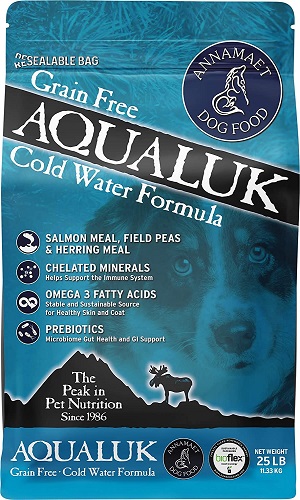 RESEALABLE BAG
ANNAMAET
DOG FOOD
Grain Free
AQUALUK
Cold Water Formula
SALMON MEAL, FIELD PEAS
& HERRING MEAL
CHELATED MINERALS
Helps Support the Immune System
OMEGA 3 FATTY ACIDS
Stable and Sustainable Source
for Healthy Skin and Coat
PREBIOTICS
Microbiome Gut Health and GI Support
The
Peak in
Pet Nutrition
Since 1986
AQUALUK
Grain Free · Cold Water Formula
ANNAMAET
DOG FOOD
bioflex
NET WEIGHT
25 LB
11.33 KG